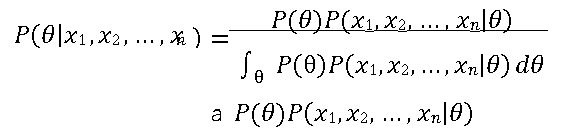 P(θ|x₁, x₂, …, xₙ) = P(θ)P(x₁, x₂, …, xₙ|θ) / ∫_θ P(θ)P(x₁, x₂, …, xₙ|θ) dθ
a P(θ)P(x₁, x₂, …, xₙ|θ)